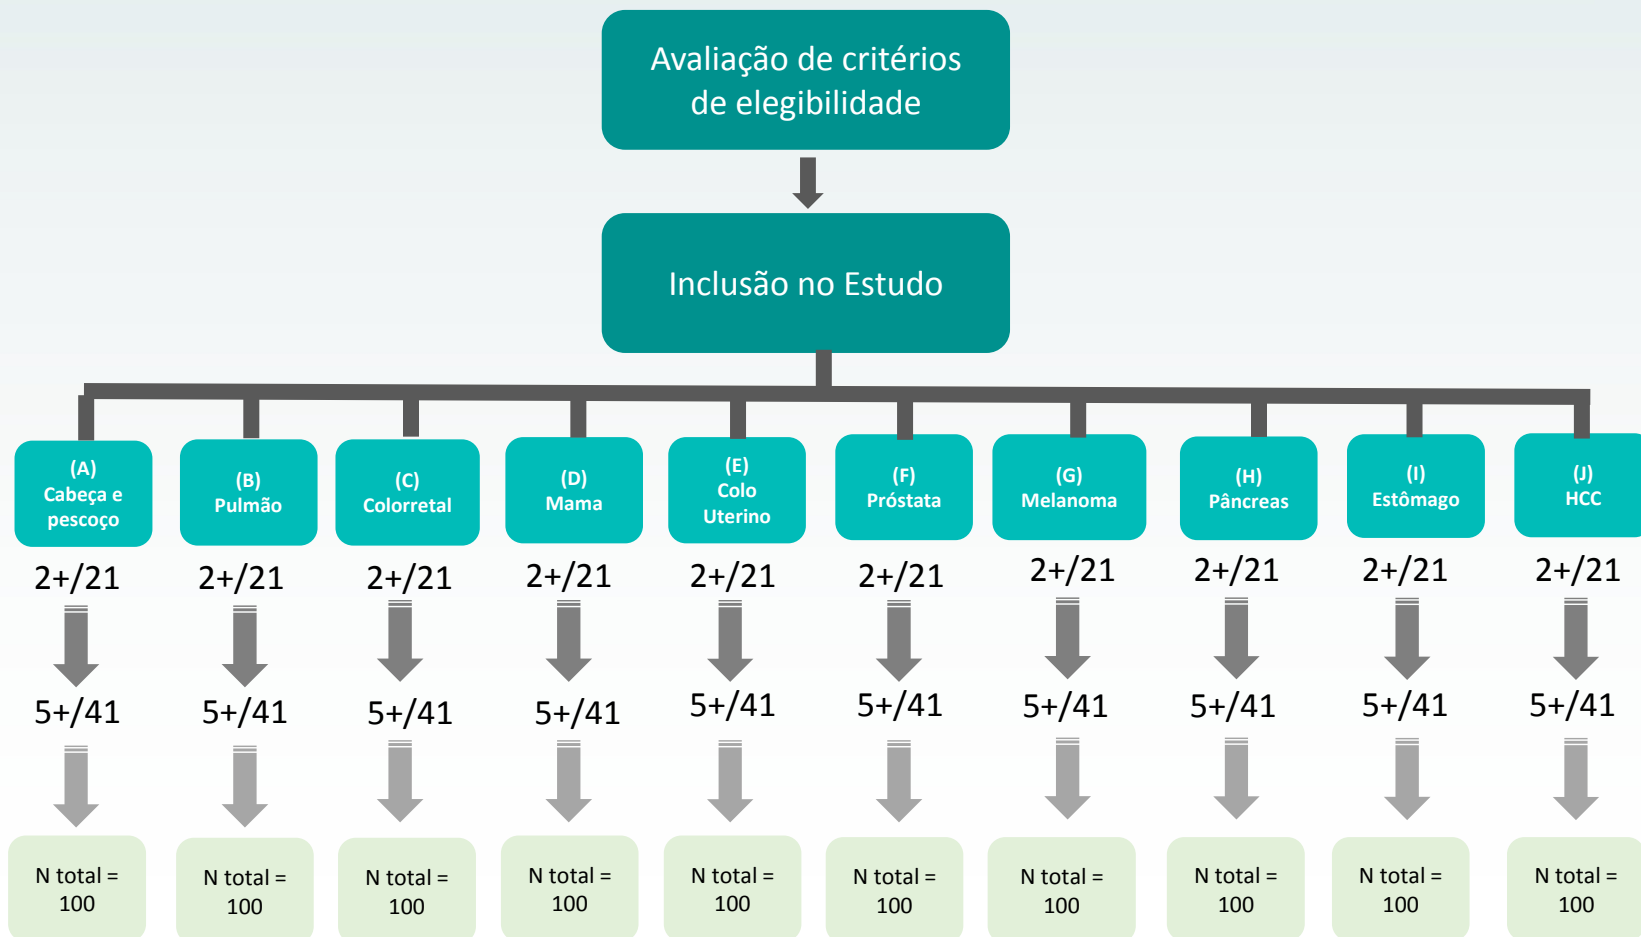 Avaliação de critérios
de elegibilidade
Inclusão no Estudo
(A)
Cabeça e
pescoço
(B)
Pulmão
(C)
Colorretal
(D)
Mama
(E)
Colo
Uterino
(F)
Próstata
(G)
Melanoma
(H)
Pâncreas
(I)
Estômago
(J)
HCC
2+/21
2+/21
2+/21
2+/21
2+/21
2+/21
2+/21
2+/21
2+/21
2+/21
5+/41
5+/41
5+/41
5+/41
5+/41
5+/41
5+/41
5+/41
5+/41
5+/41
N total =
100
N total =
100
N total =
100
N total =
100
N total =
100
N total =
100
N total =
100
N total =
100
N total =
100
N total =
100